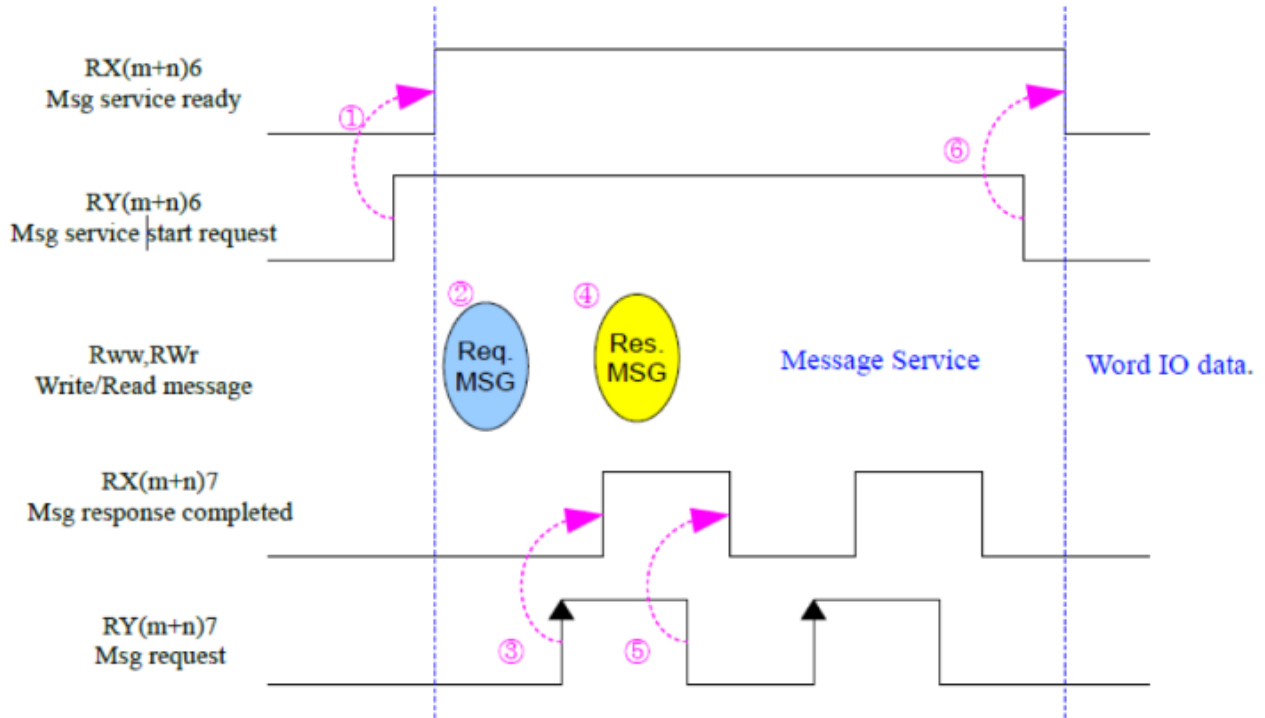 RX(m+n)6
Msg service ready
①
⑥
RY(m+n)6
Msg service start request
②
④
Rww,RWr
Write/Read message
Req.
MSG
Res.
MSG
Message Service
Word IO data.
RX(m+n)7
Msg response completed
RY(m+n)7
Msg request
③
⑤